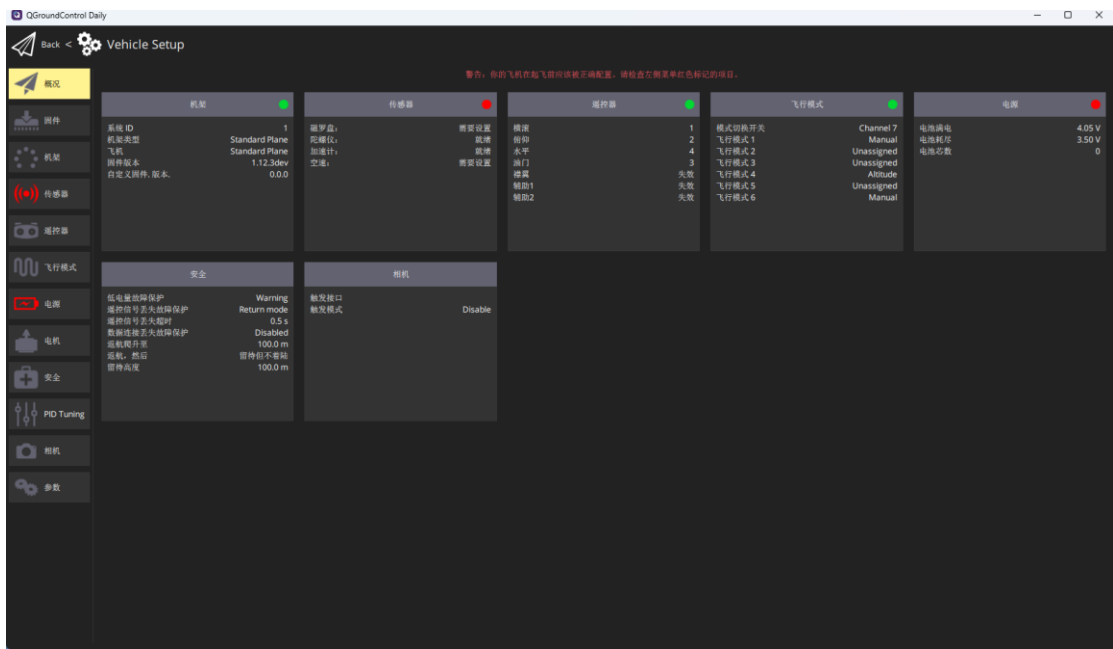 QGroundControl Daily
Back < Vehicle Setup
警告：你的飞机在起飞前应该被正确配置。请检查左侧菜单红色标记的项目。
概况
固件
机架
传感器
遥控器
飞行模式
电源
电机
安全
PID Tuning
相机
参数
机架
系统 ID 1
机架类型 Standard Plane
飞机 Standard Plane
固件版本 1.12.3dev
自定义固件. 版本. 0.0.0
传感器
磁罗盘： 需要设置
陀螺仪： 就绪
加速计： 就绪
空速： 需要设置
遥控器
横滚 1
俯仰 2
水平 4
油门 3
襟翼 失效
辅助1 失效
辅助2 失效
飞行模式
模式切换开关 Channel 7
飞行模式 1 Manual
飞行模式 2 Unassigned
飞行模式 3 Unassigned
飞行模式 4 Altitude
飞行模式 5 Unassigned
飞行模式 6 Manual
电源
电池满电 4.05 V
电池耗尽 3.50 V
电池芯数 0
安全
低电量故障保护 Warning
遥控信号丢失故障保护 Return mode
遥控信号丢失超时 0.5 s
数据连接丢失故障保护 Disabled
返航爬升至 100.0 m
返航，然后 留待但不着陆
留待高度 100.0 m
相机
触发接口
触发模式 Disable